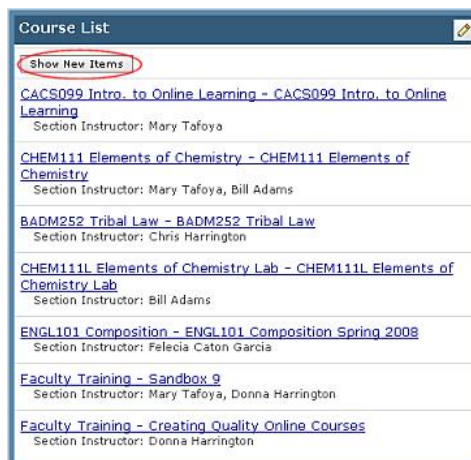 Course List
Show New Items
CACS099 Intro. to Online Learning - CACS099 Intro. to Online
Learning
Section Instructor: Mary Tafoya
CHEM111 Elements of Chemistry - CHEM111 Elements of
Chemistry
Section Instructor: Mary Tafoya, Bill Adams
BADM252 Tribal Law - BADM252 Tribal Law
Section Instructor: Chris Harrington
CHEM111L Elements of Chemistry Lab - CHEM111L Elements of
Chemistry Lab
Section Instructor: Bill Adams
ENGL101 Composition - ENGL101 Composition Spring 2008
Section Instructor: Felecia Caton Garcia
Faculty Training - Sandbox 9
Section Instructor: Mary Tafoya, Donna Harrington
Faculty Training - Creating Quality Online Courses
Section Instructor: Donna Harrington